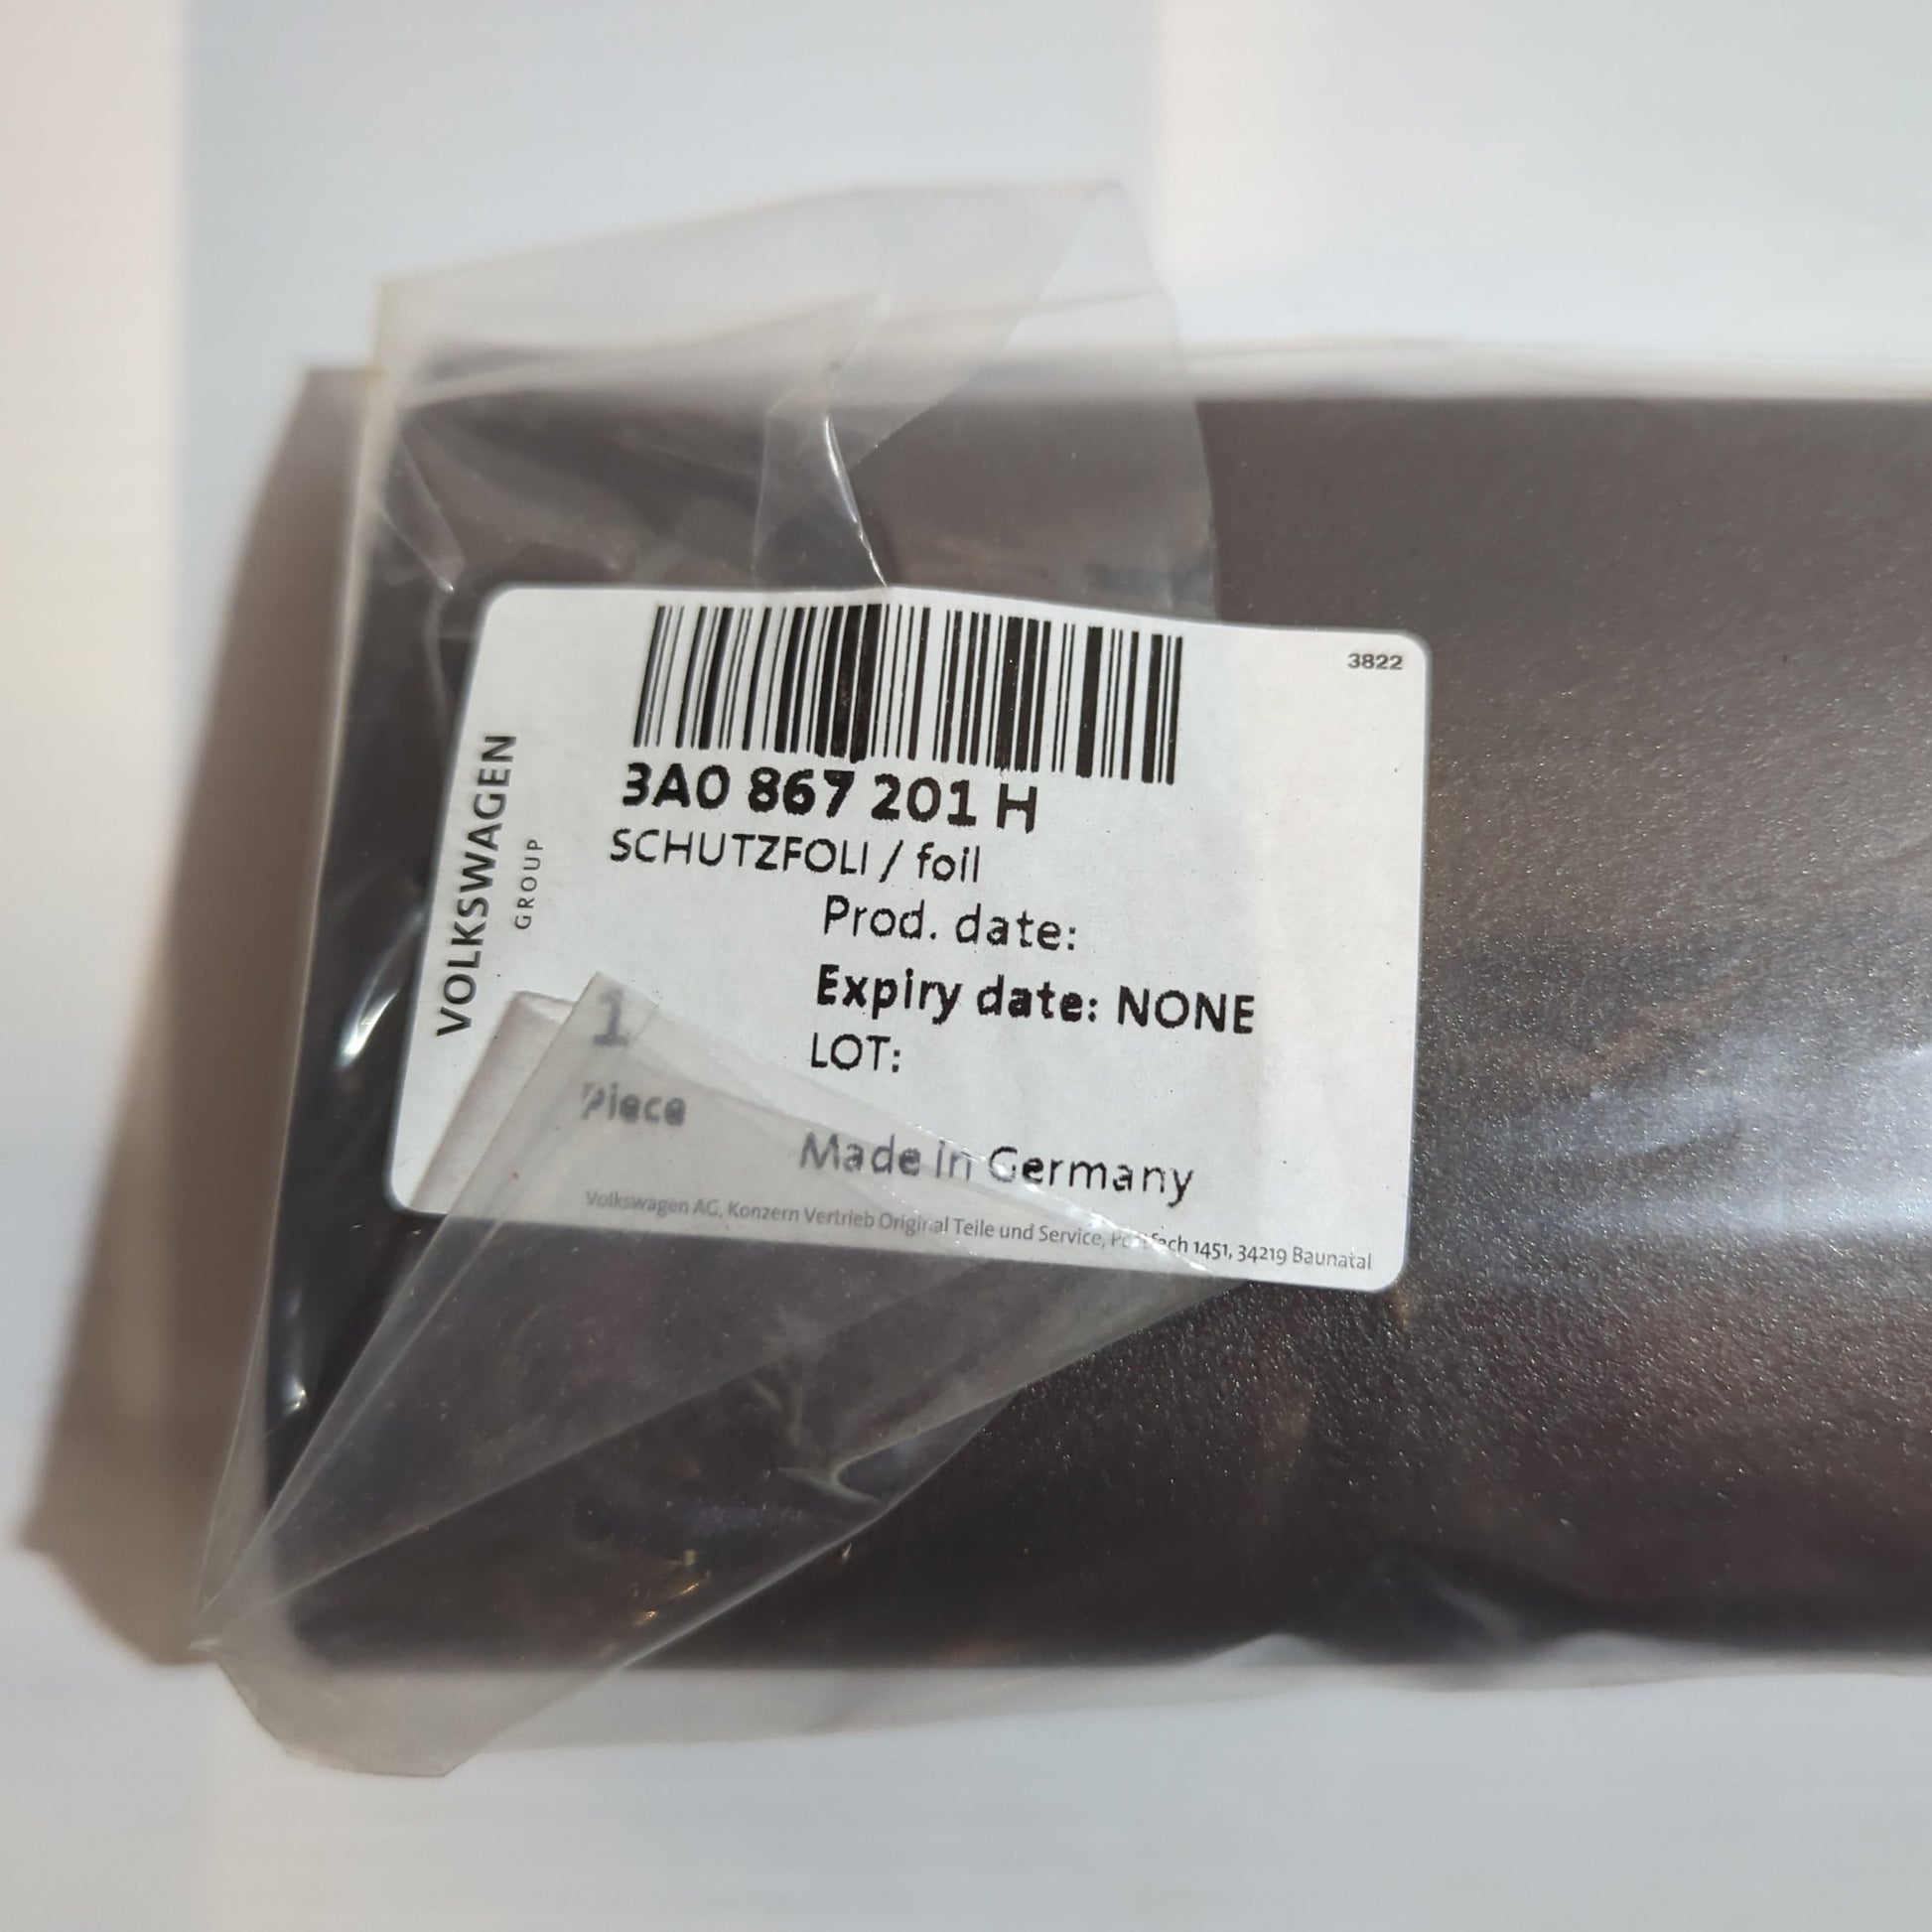 3822
3A0 867 201 H
SCHUTZFOLI / foil
Prod. date:
Expiry date: NONE
LOT:
1
Piece
Made in Germany
Volkswagen AG, Konzern Vertrieb Original Teile und Service, Postfach 1451, 34219 Baunatal
VOLKSWAGEN
GROUP